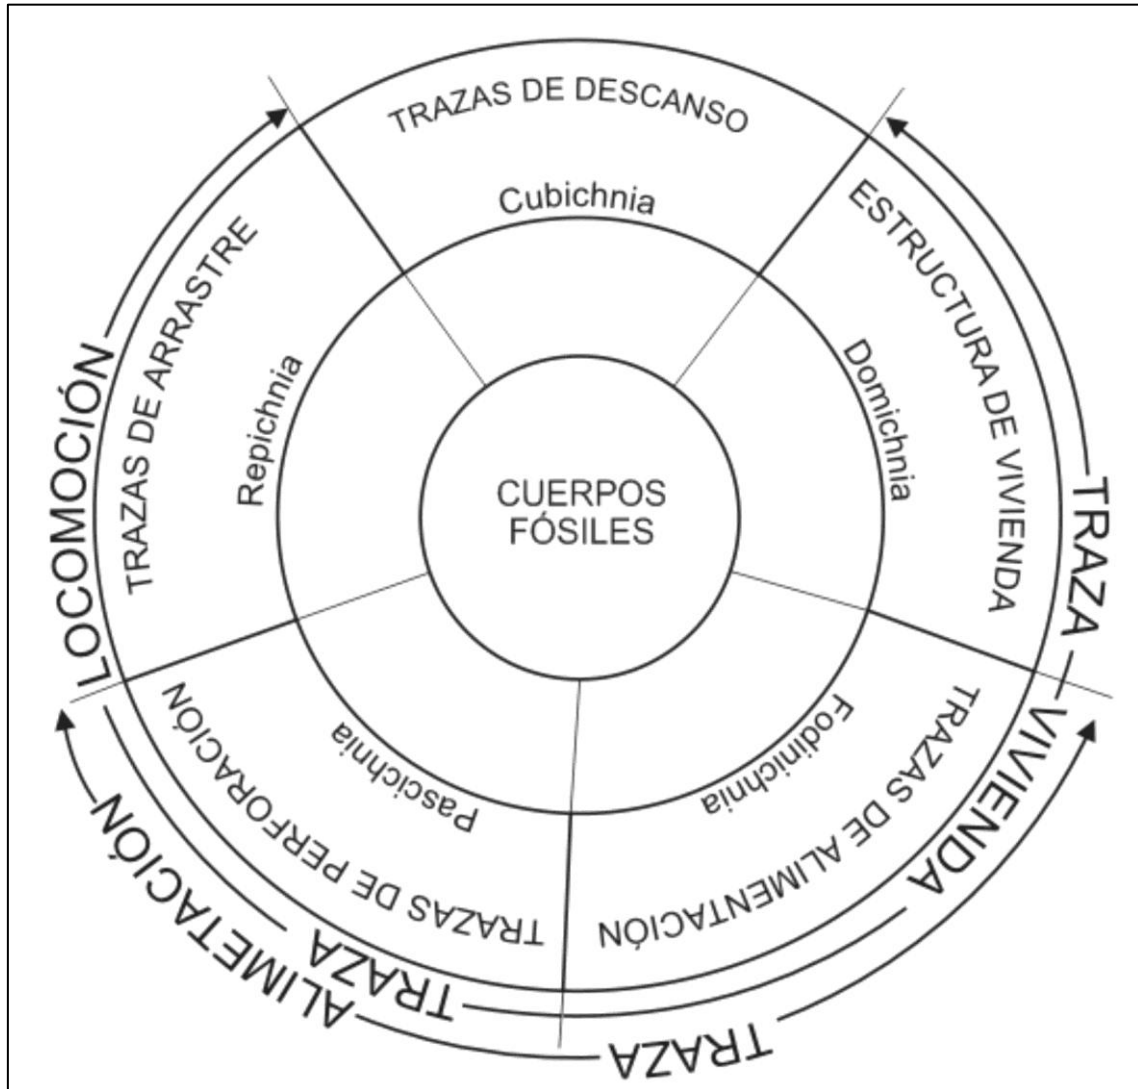 TRAZAS DE DESCANSO
Cubichnia
ESTRUCTURA DE VIVIENDA
Domichnia
TRAZAS DE ALIMENTACIÓN
Fodinichnia
TRAZAS DE PERFORACIÓN
Pascichnia
TRAZAS DE ARRASTRE
Repichnia
CUERPOS
FÓSILES
LOCOMOCIÓN
TRAZA
TRAZA
VIVIENDA
TRAZA
ALIMETACIÓN